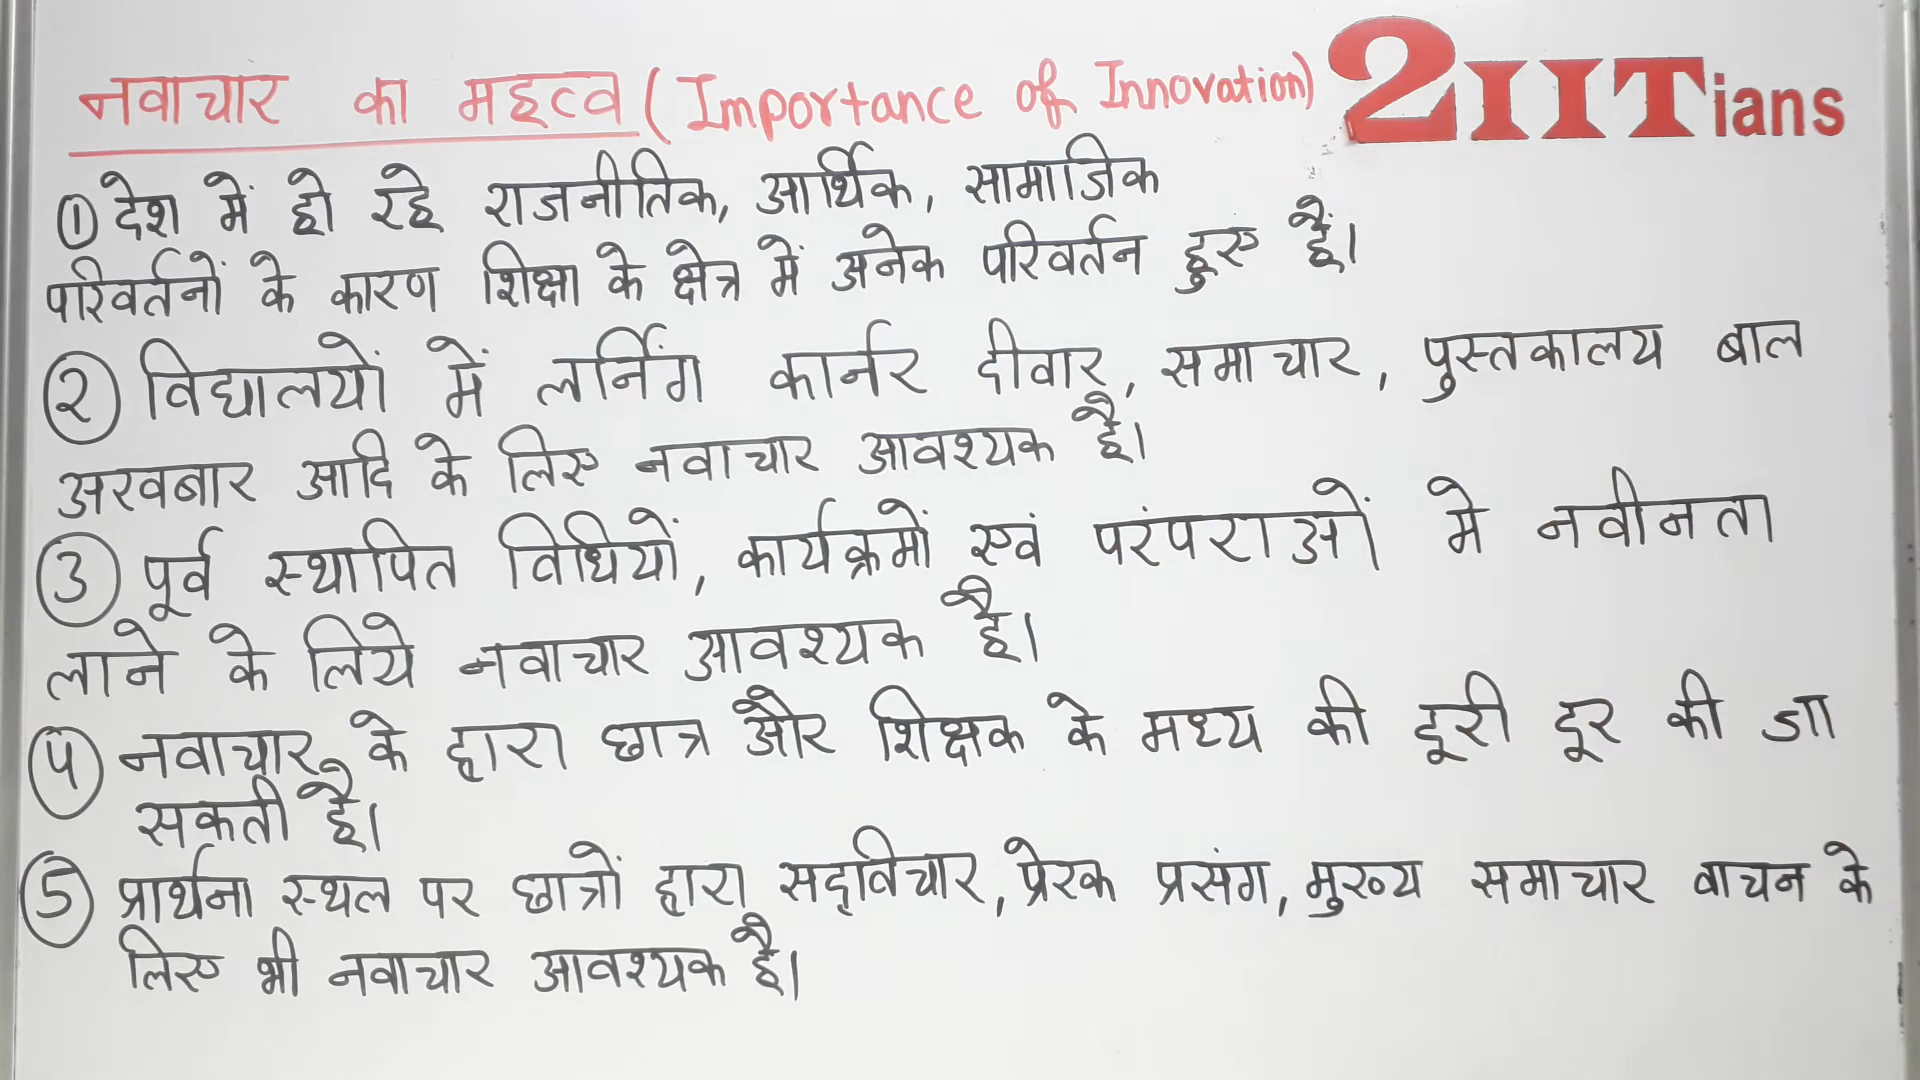 नवाचार का महत्व (Importance of Innovation)
2IITians
① देश में हो रहे राजनीतिक, आर्थिक, सामाजिक
परिवर्तनों के कारण शिक्षा के क्षेत्र में अनेक परिवर्तन हुए हैं।
② विद्यालयों में लर्निंग कार्नर दीवार, समाचार, पुस्तकालय बाल
अखबार आदि के लिए नवाचार आवश्यक है।
③ पूर्व स्थापित विधियों, कार्यक्रमों एवं परंपराओं मे नवीनता
लाने के लिये नवाचार आवश्यक है।
④ नवाचार के द्वारा छात्र और शिक्षक के मध्य की दूरी दूर की जा
सकती है।
⑤ प्रार्थना स्थल पर छात्रों द्वारा सद्विचार, प्रेरक प्रसंग, मुख्य समाचार वाचन के
लिए भी नवाचार आवश्यक है।